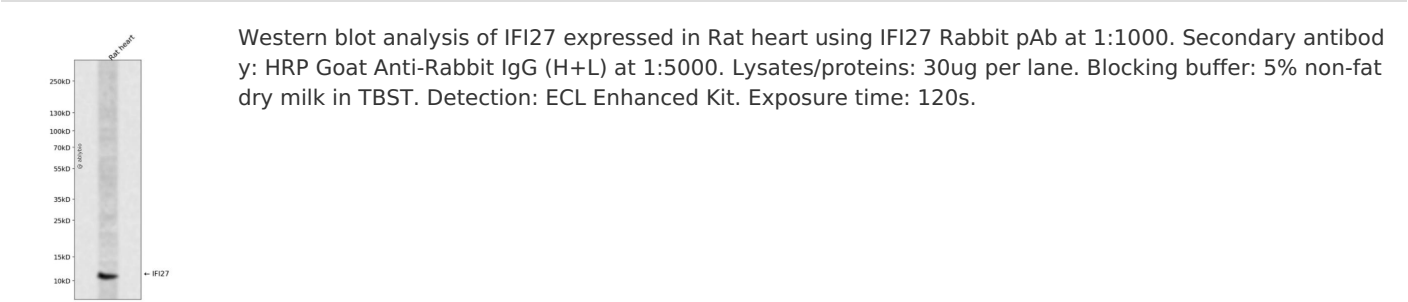 Rat heart
Western blot analysis of IFI27 expressed in Rat heart using IFI27 Rabbit pAb at 1:1000. Secondary antibod
y: HRP Goat Anti-Rabbit IgG (H+L) at 1:5000. Lysates/proteins: 30ug per lane. Blocking buffer: 5% non-fat
dry milk in TBST. Detection: ECL Enhanced Kit. Exposure time: 120s.
250kD
130kD
100kD
70kD
55kD
35kD
25kD
15kD
← IFI27
10kD